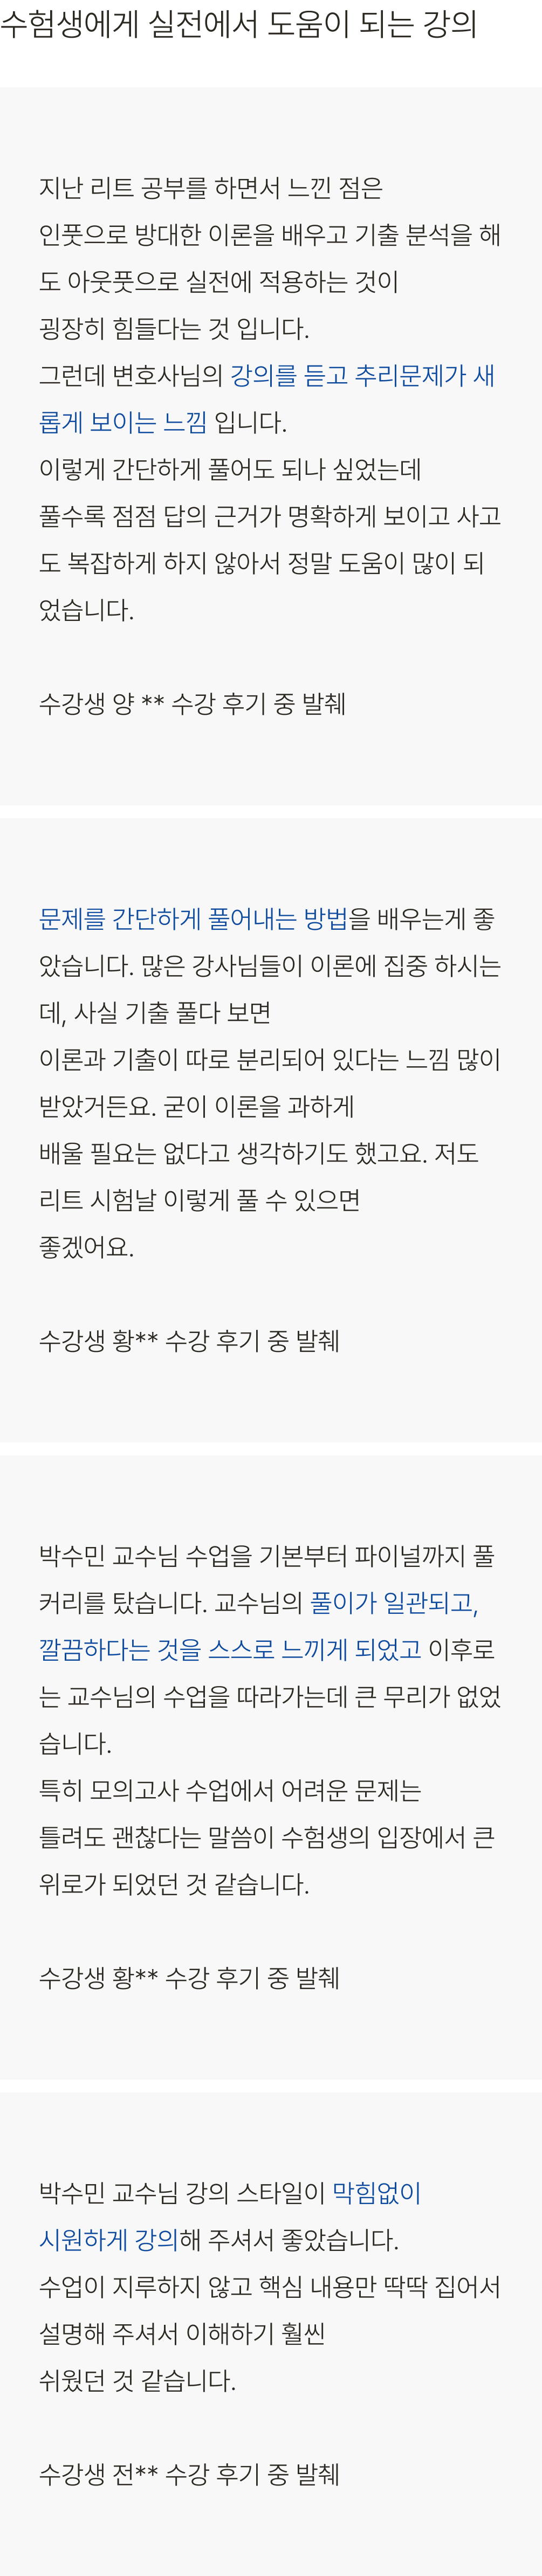 수험생에게 실전에서 도움이 되는 강의
지난 리트 공부를 하면서 느낀 점은
인풋으로 방대한 이론을 배우고 기출 분석을 해
도 아웃풋으로 실전에 적용하는 것이
굉장히 힘들다는 것 입니다.
그런데 변호사님의 강의를 듣고 추리문제가 새
롭게 보이는 느낌 입니다.
이렇게 간단하게 풀어도 되나 싶었는데
풀수록 점점 답의 근거가 명확하게 보이고 사고
도 복잡하게 하지 않아서 정말 도움이 많이 되
었습니다.
수강생 양 ** 수강 후기 중 발췌
문제를 간단하게 풀어내는 방법을 배우는게 좋
았습니다. 많은 강사님들이 이론에 집중 하시는
데, 사실 기출 풀다 보면
이론과 기출이 따로 분리되어 있다는 느낌 많이
받았거든요. 굳이 이론을 과하게
배울 필요는 없다고 생각하기도 했고요. 저도
리트 시험날 이렇게 풀 수 있으면
좋겠어요.
수강생 황** 수강 후기 중 발췌
박수민 교수님 수업을 기본부터 파이널까지 풀
커리를 탔습니다. 교수님의 풀이가 일관되고,
깔끔하다는 것을 스스로 느끼게 되었고 이후로
는 교수님의 수업을 따라가는데 큰 무리가 없었
습니다.
특히 모의고사 수업에서 어려운 문제는
틀려도 괜찮다는 말씀이 수험생의 입장에서 큰
위로가 되었던 것 같습니다.
수강생 황** 수강 후기 중 발췌
박수민 교수님 강의 스타일이 막힘없이
시원하게 강의해 주셔서 좋았습니다.
수업이 지루하지 않고 핵심 내용만 딱딱 집어서
설명해 주셔서 이해하기 훨씬
쉬웠던 것 같습니다.
수강생 전** 수강 후기 중 발췌